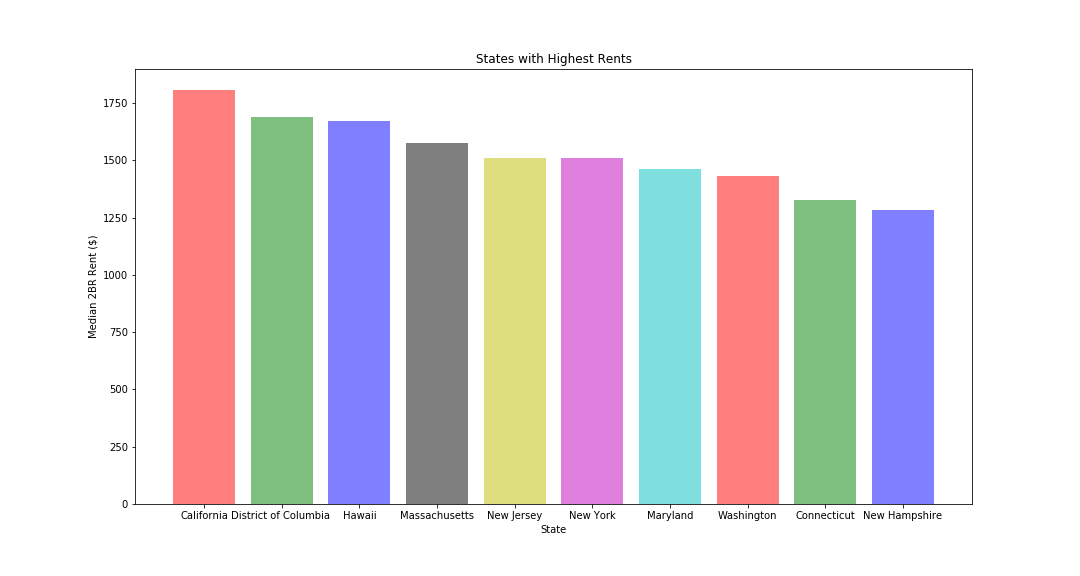 States with Highest Rents
Median 2BR Rent ($)
1750
1500
1250
1000
750
500
250
0
California District of Columbia Hawaii Massachusetts New Jersey New York Maryland Washington Connecticut New Hampshire
State